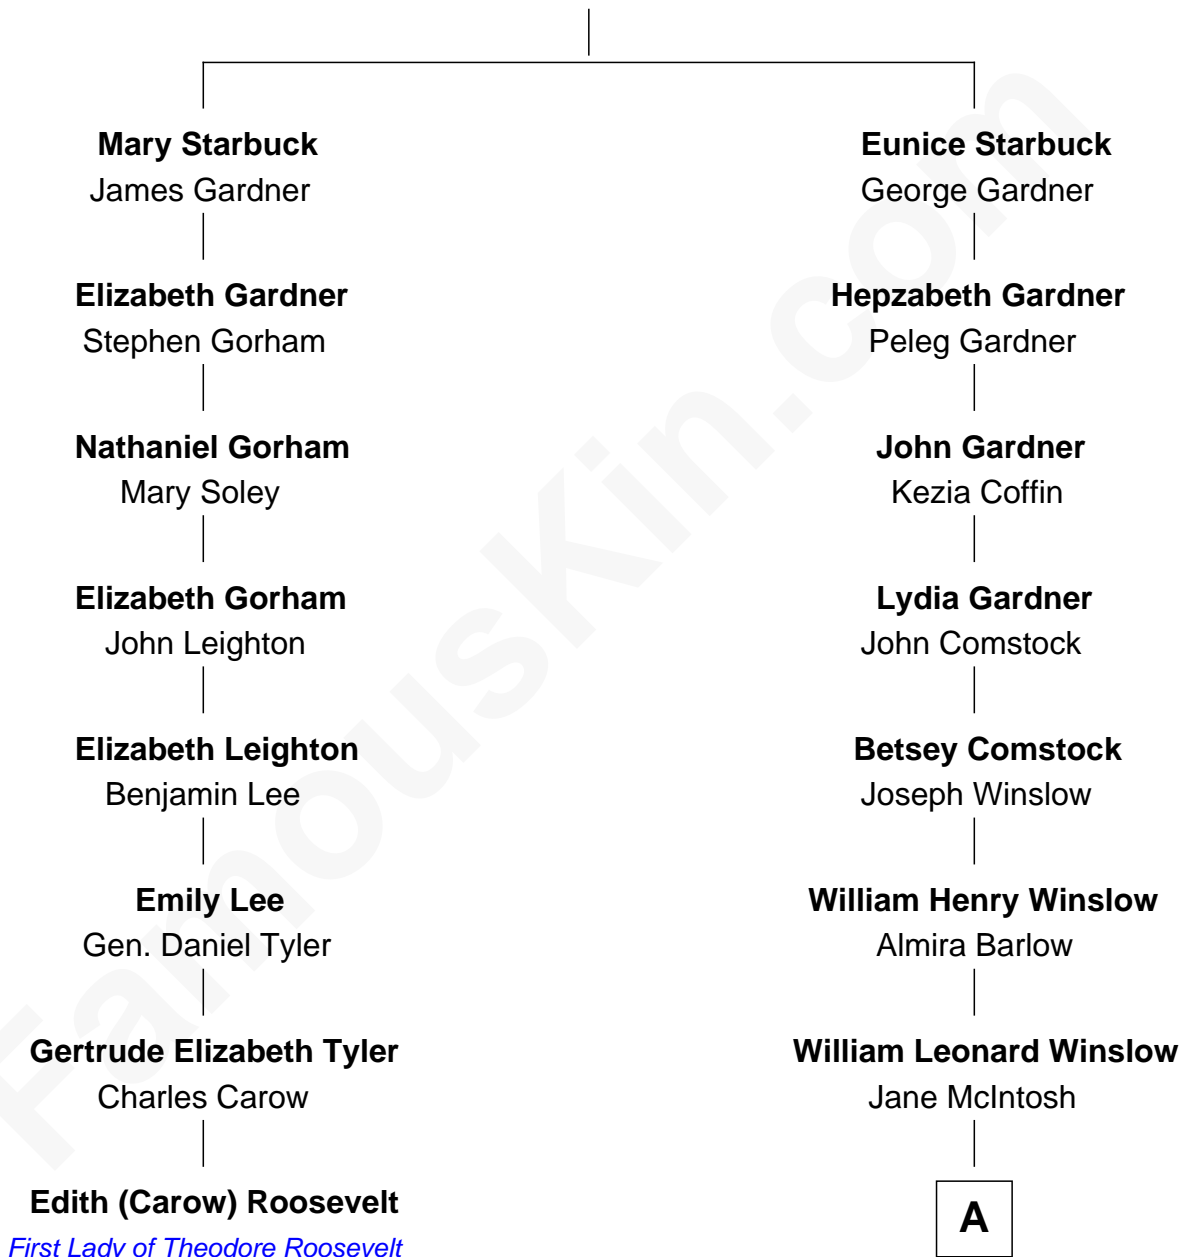 Mary Starbuck
James Gardner
Elizabeth Gardner
Stephen Gorham
Nathaniel Gorham
Mary Soley
Elizabeth Gorham
John Leighton
Elizabeth Leighton
Benjamin Lee
Emily Lee
Gen. Daniel Tyler
Gertrude Elizabeth Tyler
Charles Carow
Edith (Carow) Roosevelt
First Lady of Theodore Roosevelt
Eunice Starbuck
George Gardner
Hepzabeth Gardner
Peleg Gardner
John Gardner
Kezia Coffin
Lydia Gardner
John Comstock
Betsey Comstock
Joseph Winslow
William Henry Winslow
Almira Barlow
William Leonard Winslow
Jane McIntosh
A
FamousKin.com